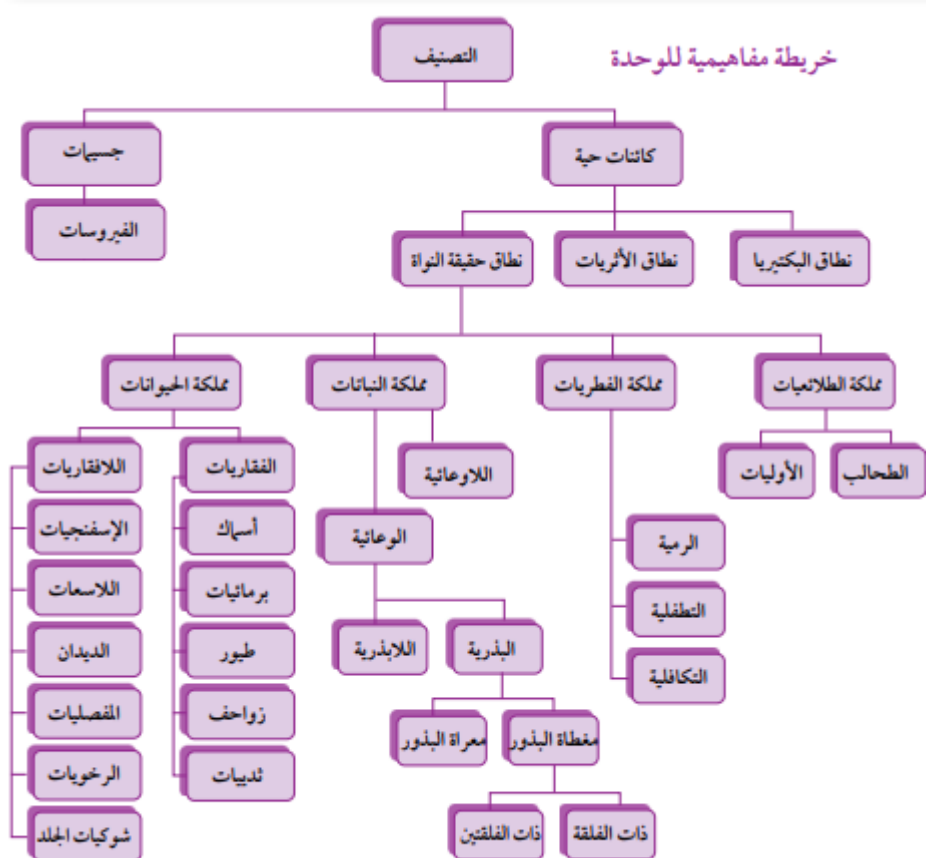 خريطة مفاهيمية للوحدة
التصنيف
كائنات حية
جسيمات
الفيروسات
نطاق البكتيريا
نطاق الأثريات
نطاق حقيقة النواة
مملكة الطلائعيات
مملكة الفطريات
مملكة النباتات
مملكة الحيوانات
الطحالب
الأوليات
الرمية
التطفلية
التكافلية
اللاوعائية
الوعائية
البذرية
اللابذرية
مغطاة البذور
معراة البذور
ذات الفلقة
ذات الفلقتين
الفقاريات
أسماك
برمائيات
طيور
زواحف
ثدييات
اللافقاريات
الإسفنجيات
اللاسعات
الديدان
المفصليات
الرخويات
شوكيات الجلد